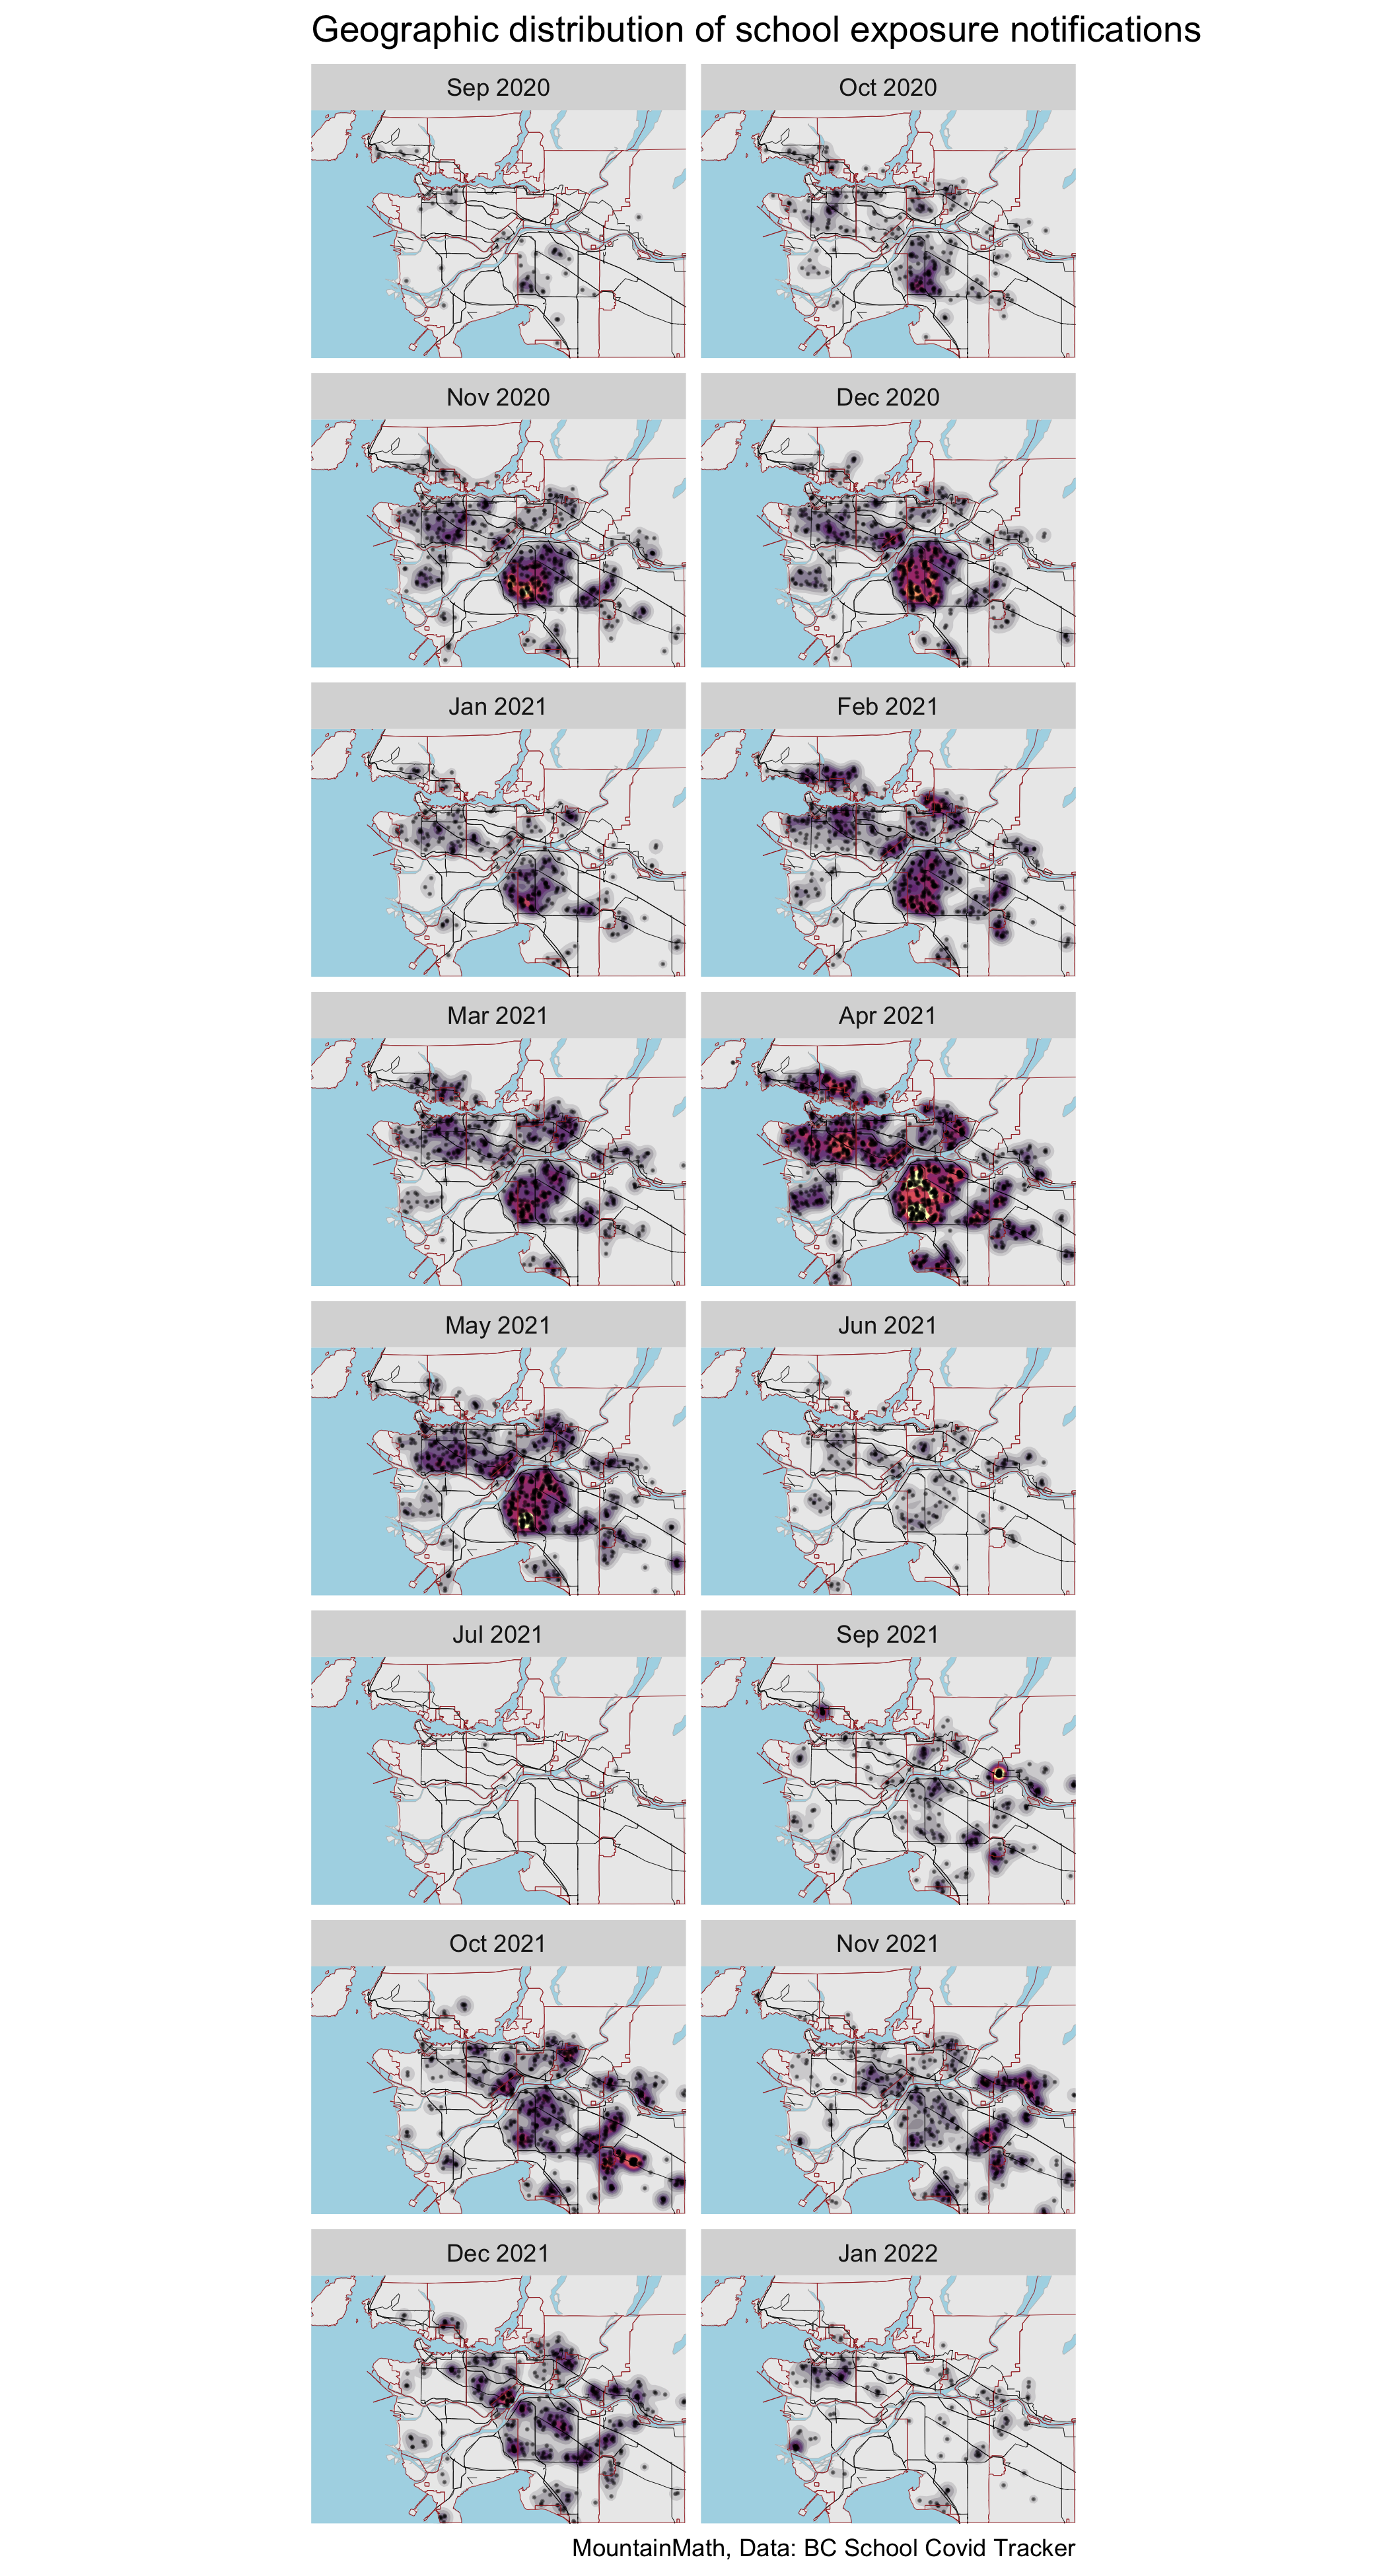 Geographic distribution of school exposure notifications
Sep 2020
Oct 2020
Nov 2020
Dec 2020
Jan 2021
Feb 2021
Mar 2021
Apr 2021
May 2021
Jun 2021
Jul 2021
Sep 2021
Oct 2021
Nov 2021
Dec 2021
Jan 2022
MountainMath, Data: BC School Covid Tracker